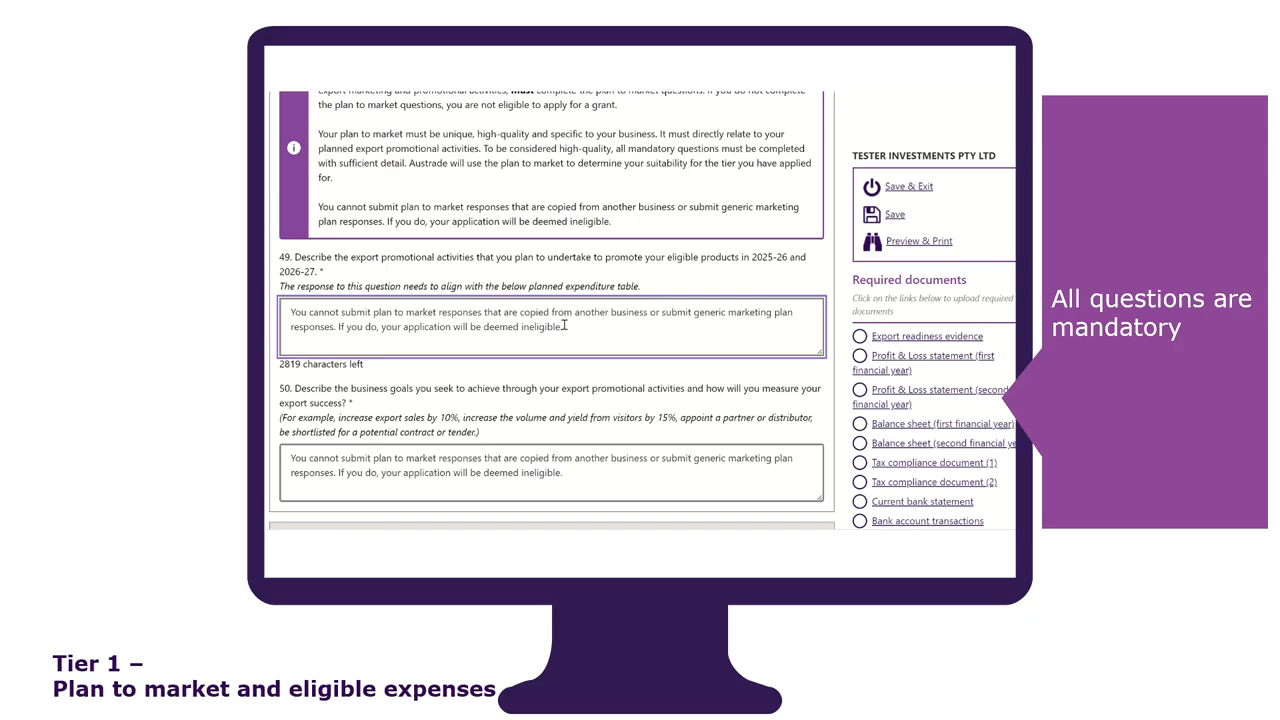 export marketing and promotional activities, must complete the plan to market questions. If you do not complete
the plan to market questions, you are not eligible to apply for a grant.
Your plan to market must be unique, high-quality and specific to your business. It must directly relate to your
planned export promotional activities. To be considered high-quality, all mandatory questions must be completed
with sufficient detail. Austrade will use the plan to market to determine your suitability for the tier you have applied
for.
You cannot submit plan to market responses that are copied from another business or submit generic marketing
plan responses. If you do, your application will be deemed ineligible.
49. Describe the export promotional activities that you plan to undertake to promote your eligible products in 2025-26 and
2026-27. *
The response to this question needs to align with the below planned expenditure table.
You cannot submit plan to market responses that are copied from another business or submit generic marketing plan
responses. If you do, your application will be deemed ineligible.
2819 characters left
50. Describe the business goals you seek to achieve through your export promotional activities and how will you measure your
export success? *
(For example, increase export sales by 10%, increase the volume and yield from visitors by 15%, appoint a partner or distributor,
be shortlisted for a potential contract or tender.)
You cannot submit plan to market responses that are copied from another business or submit generic marketing plan
responses. If you do, your application will be deemed ineligible.
TESTER INVESTMENTS PTY LTD
Save & Exit
Save
Preview & Print
Required documents
Click on the links below to upload required
documents
Export readiness evidence
Profit & Loss statement (first
financial year)
Profit & Loss statement (second
financial year)
Balance sheet (first financial year)
Balance sheet (second financial ye
Tax compliance document (1)
Tax compliance document (2)
Current bank statement
Bank account transactions
All questions are
mandatory
Tier 1 –
Plan to market and eligible expenses